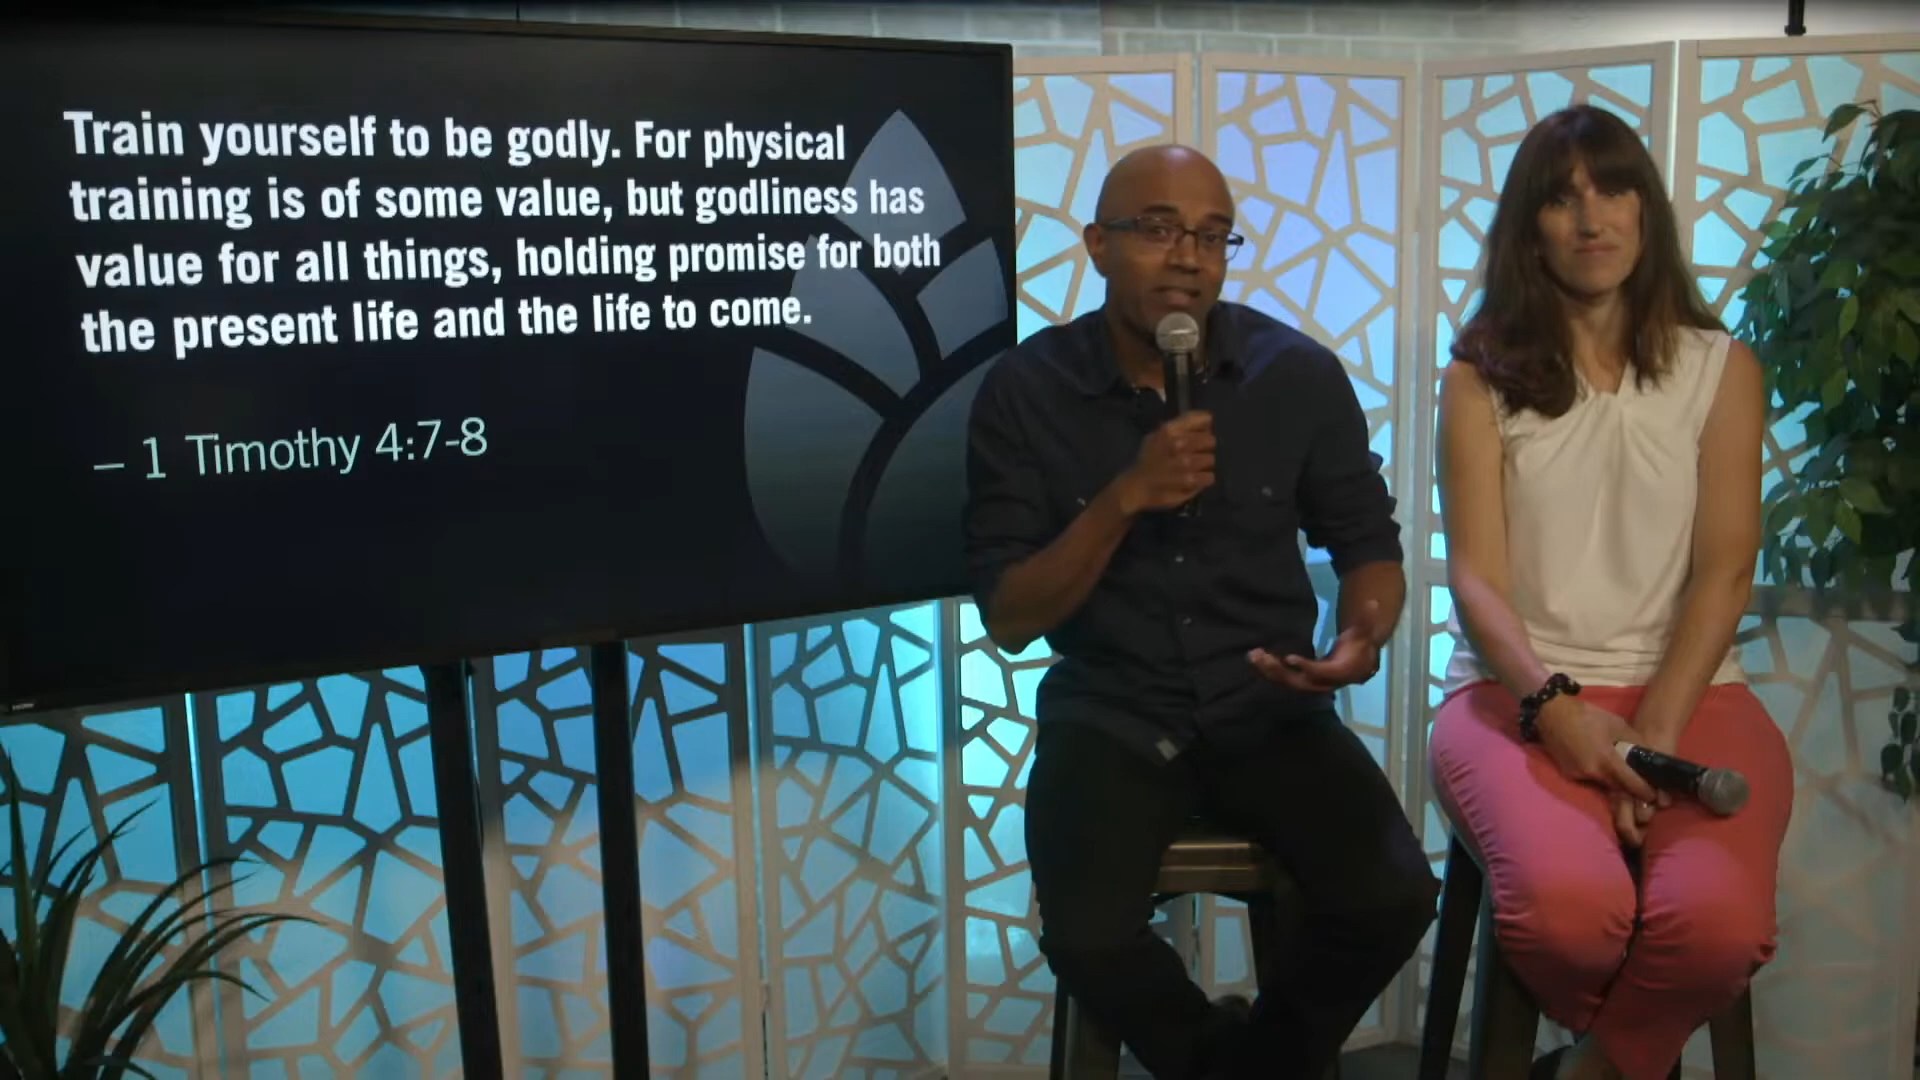 Train yourself to be godly. For physical
training is of some value, but godliness has
value for all things, holding promise for both
the present life and the life to come.
– 1 Timothy 4:7-8